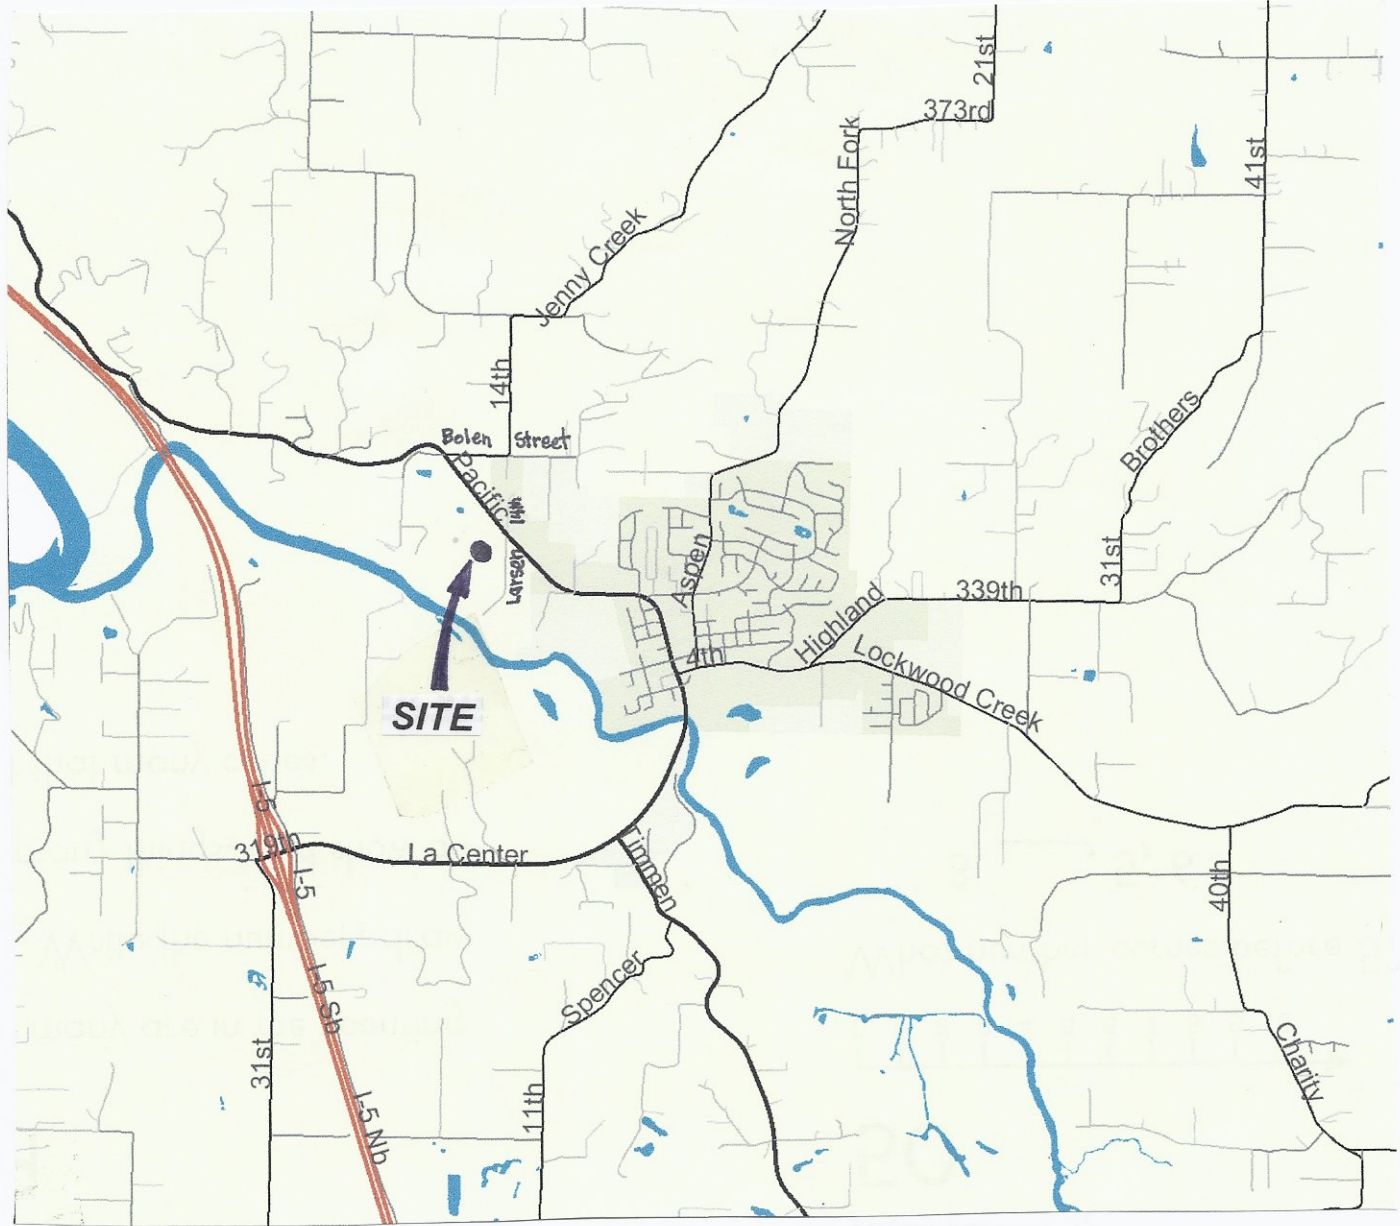 21st
373rd
North Fork
41st
Jenny Creek
14th
Bolen Street
Pacific
14th
Larsen
Brothers
31st
Aspen
339th
Highland
4th
Lockwood Creek
SITE
I-5
319th
La Center
I-5
Timmen
40th
Spencer
I-5 Sb
31st
11th
I-5 Nb
Charity